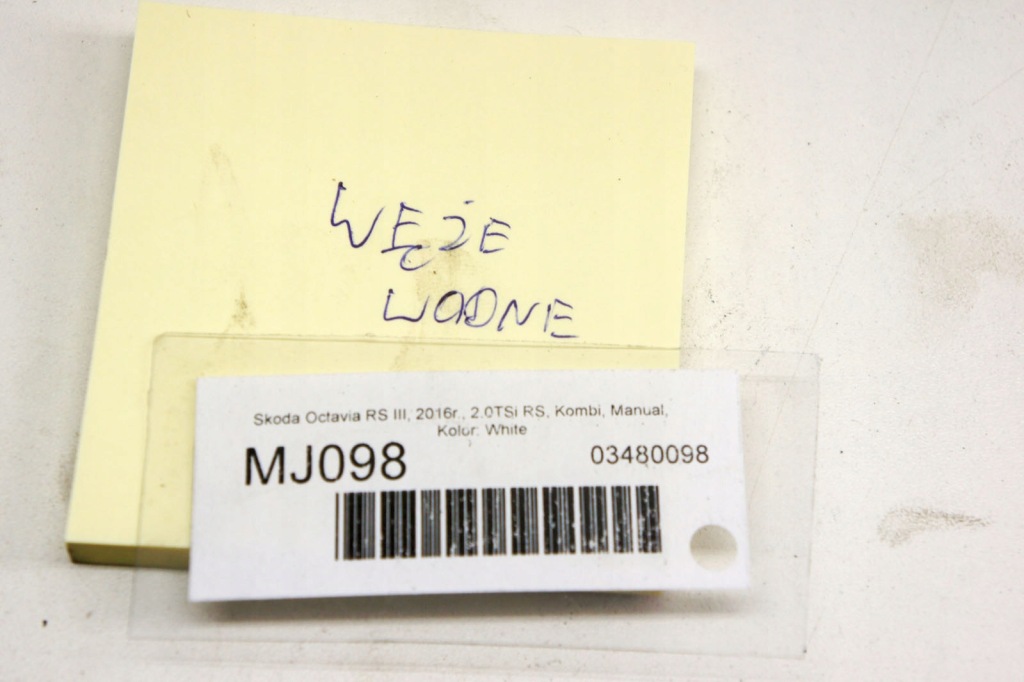 WĘŻE
WODNE
Skoda Octavia RS III, 2016r., 2.0TSi RS, Kombi, Manual,
Kolor: White
MJ098
03480098